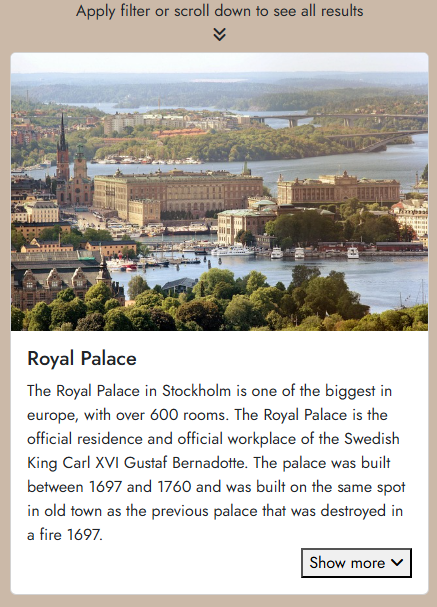 Apply filter or scroll down to see all results
Royal Palace
The Royal Palace in Stockholm is one of the biggest in
europe, with over 600 rooms. The Royal Palace is the
official residence and official workplace of the Swedish
King Carl XVI Gustaf Bernadotte. The palace was built
between 1697 and 1760 and was built on the same spot
in old town as the previous palace that was destroyed in
a fire 1697.
Show more